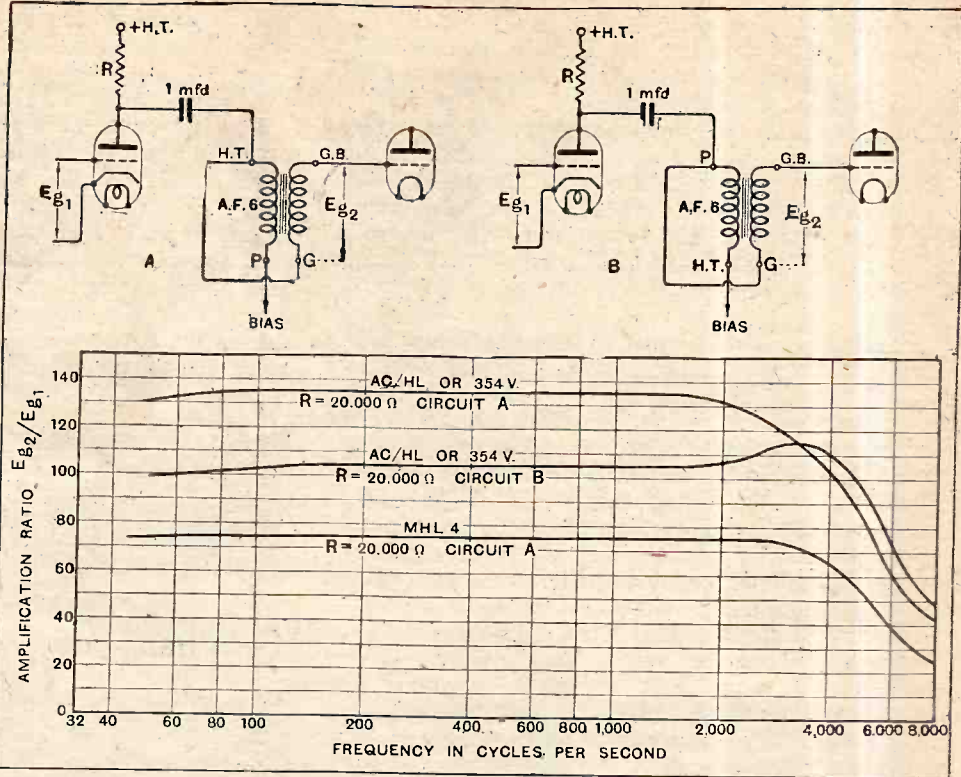 +H.T.
R
1 mfd
H.T.
G.B.
Eg1
A.F.6
Eg2
A
P
G
BIAS
+H.T.
R
1 mfd
P
G.B.
Eg1
A.F.6
Eg2
B
H.T.
G
BIAS
AMPLIFICATION RATIO Eg2/Eg1
140
120
100
80
60
40
20
0
AC/HL OR 354 V.
R = 20.000 Ω CIRCUIT A
AC/HL OR 354 V.
R = 20.000 Ω CIRCUIT B
MHL 4
R = 20.000 Ω CIRCUIT A
32 40 60 80 100 200 400 600 800 1,000 2,000 4,000 6.000 8,000
FREQUENCY IN CYCLES PER SECOND